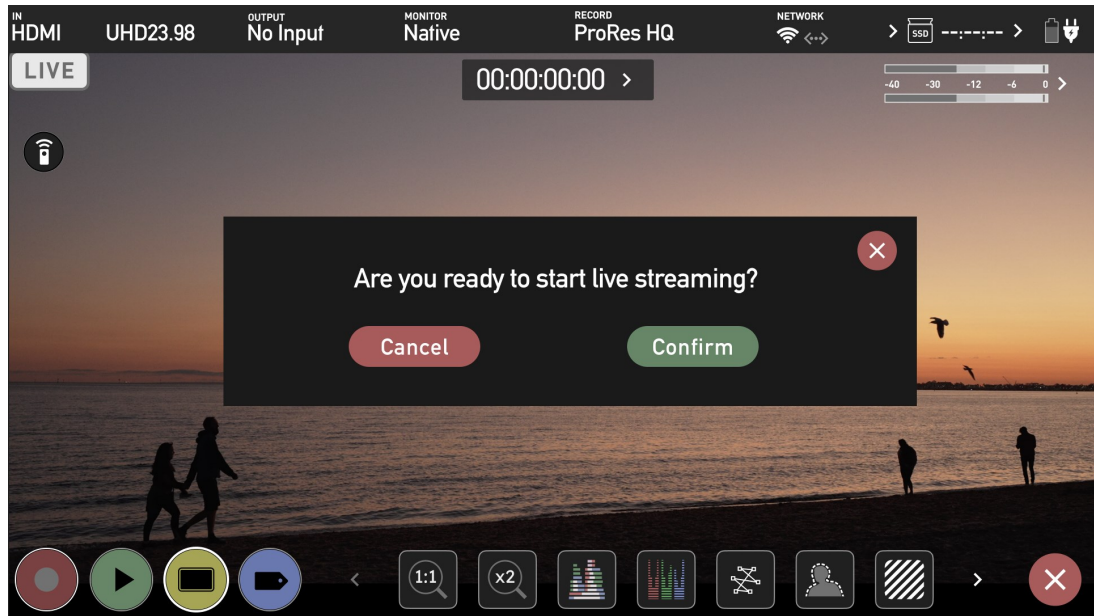 IN OUTPUT MONITOR RECORD NETWORK
HDMI UHD23.98 No Input Native ProRes HQ SSD --:--:--
LIVE
00:00:00:00
-40 -30 -12 -6 0
Are you ready to start live streaming?
Cancel Confirm
1:1 x2